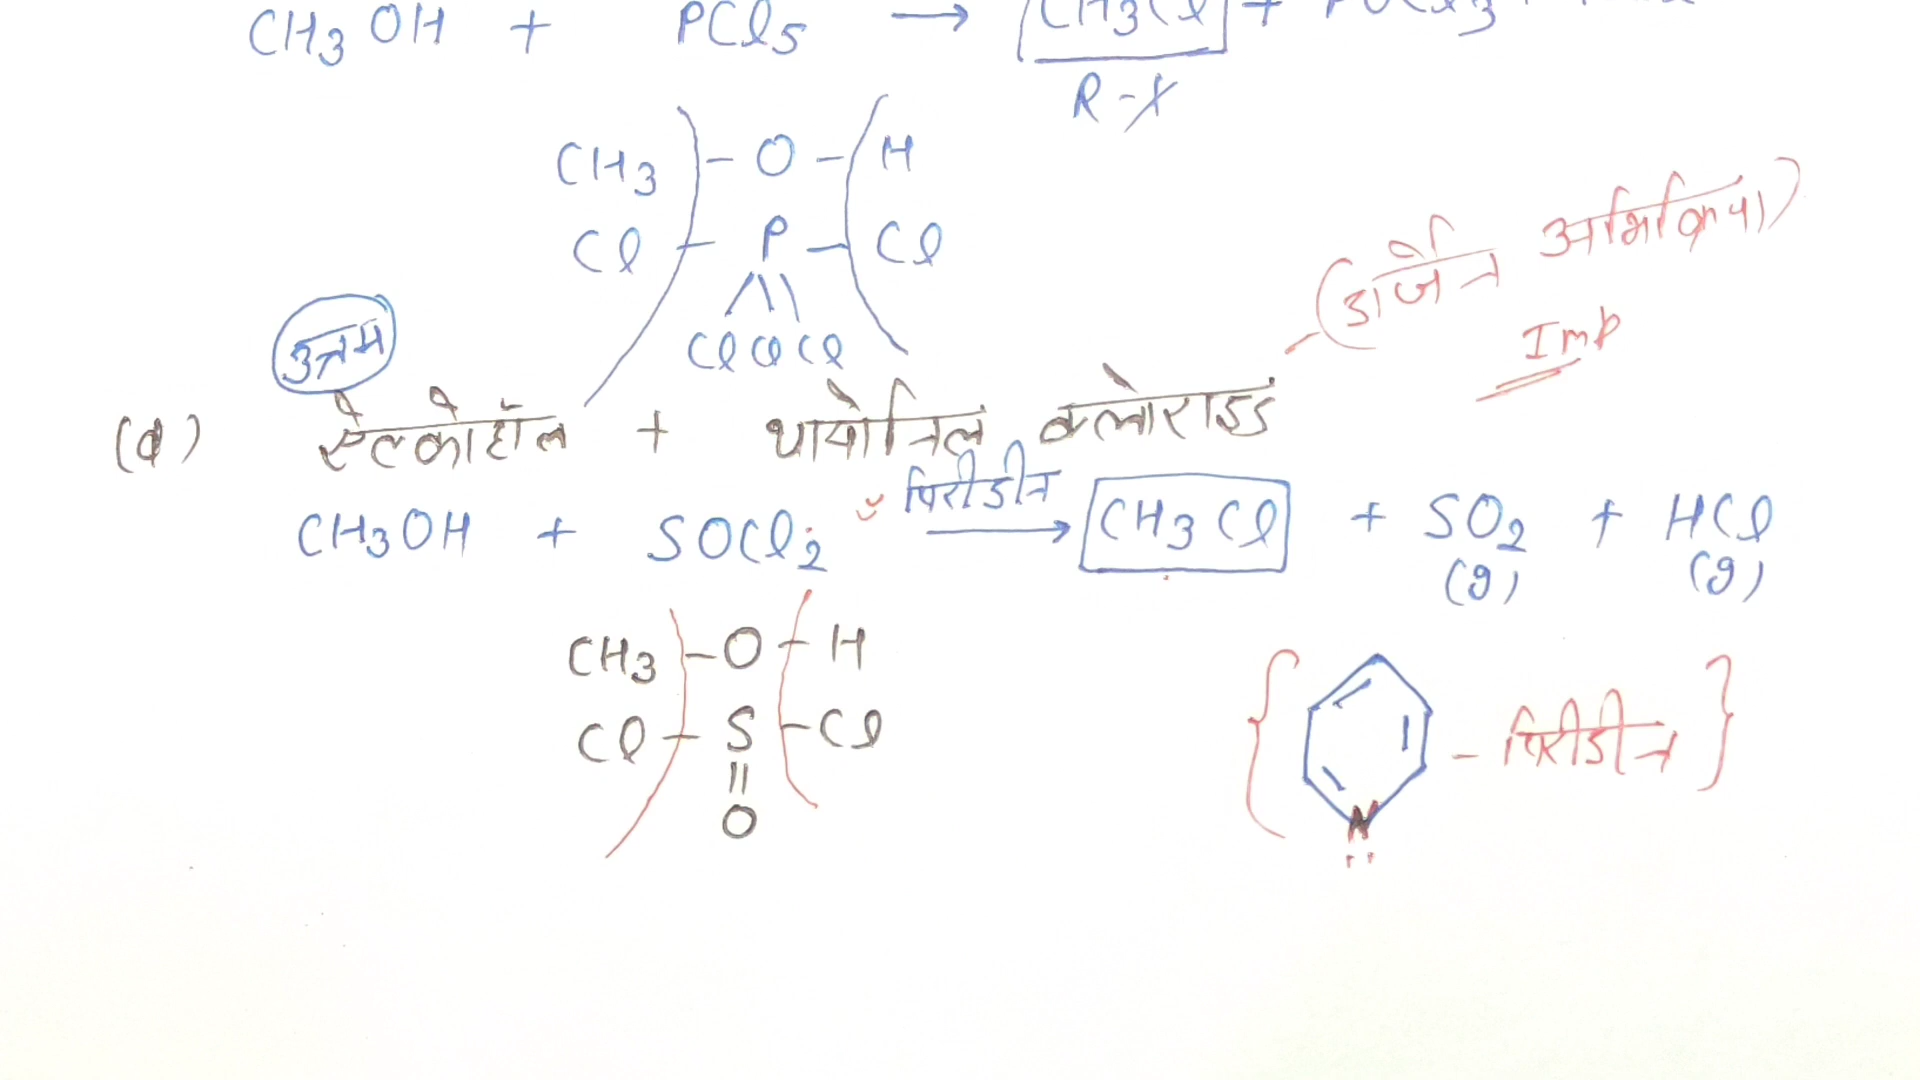 CH3OH + PCl5 → CH3Cl +
R-X
CH3 - O - H
Cl - P - Cl
Cl Cl Cl
(डार्जेन अभिक्रिया)
Imp
उत्तम
(d) ऐल्कोहॉल + थायोनिल क्लोराइड
पिरीडीन
CH3OH + SOCl2 → CH3Cl + SO2 + HCl
(g) (g)
CH3 - O - H
Cl - S - Cl
O
N
- पिरीडीन